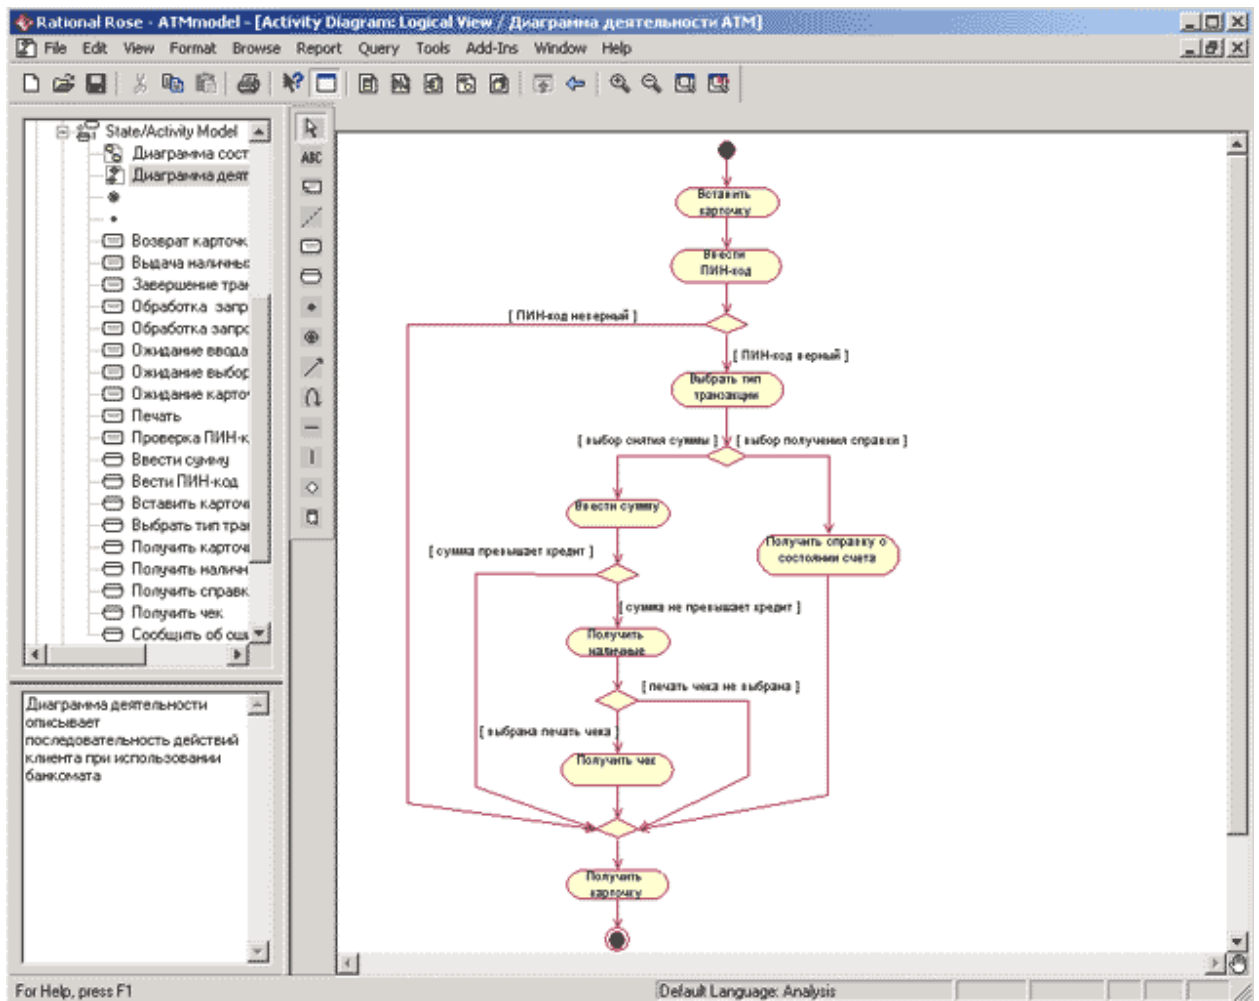 Rational Rose - ATMmodel - [Activity Diagram: Logical View / Диаграмма деятельности ATM]
File Edit View Format Browse Report Query Tools Add-Ins Window Help
State/Activity Model
Диаграмма сост
Диаграмма деят
Возврат карточк
Выдача наличны
Завершение тран
Обработка запр
Обработка запро
Ожидание ввода
Ожидание выбор
Ожидание карто
Печать
Проверка ПИН-к
Ввести сумму
Вести ПИН-код
Вставить карточ
Выбрать тип тран
Получить карточ
Получить наличн
Получить справк
Получить чек
Сообщить об оши
ABC
Вставить
карточку
Ввести
ПИН-код
[ ПИН-код неверный ]
[ ПИН-код верный ]
Выбрать тип
транзакции
[ выбор снятия суммы ] [ выбор получения справки ]
Ввести сумму
Получить справку о
состоянии счета
[ сумма превышает кредит ]
[ сумма не превышает кредит ]
Получить
наличные
[ печать чека не выбрана ]
[ выбрана печать чека ]
Получить чек
Получить
карточку
Диаграмма деятельности
описывает
последовательность действий
клиента при использовании
банкомата
For Help, press F1
Default Language: Analysis